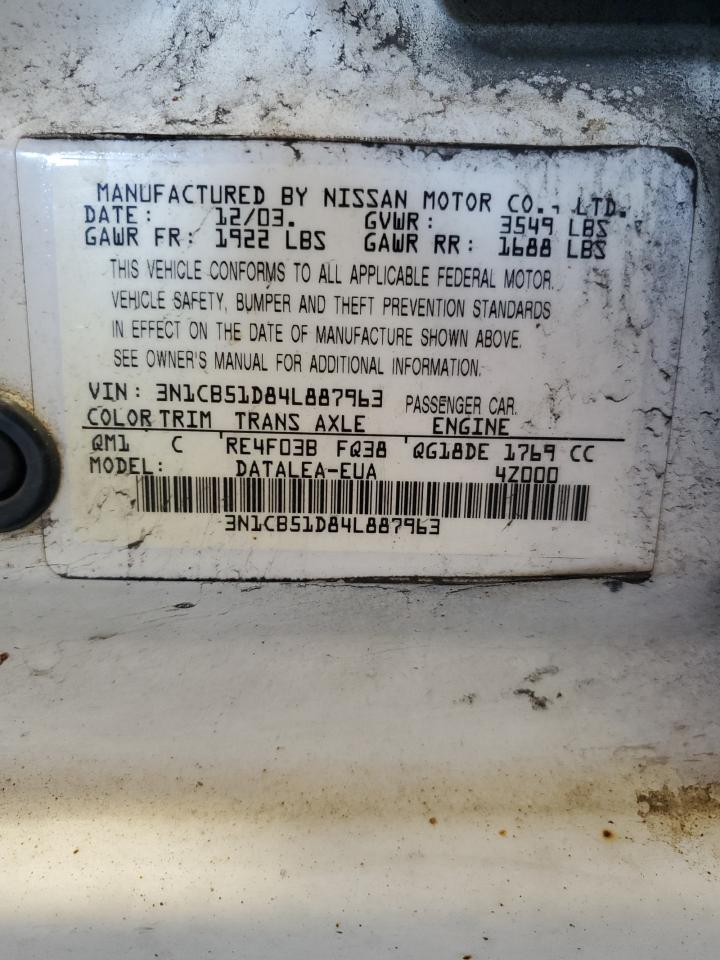 MANUFACTURED BY NISSAN MOTOR CO., LTD.
DATE: 12/03. GVWR: 3549 LBS
GAWR FR: 1922 LBS GAWR RR: 1688 LBS
THIS VEHICLE CONFORMS TO ALL APPLICABLE FEDERAL MOTOR
VEHICLE SAFETY, BUMPER AND THEFT PREVENTION STANDARDS
IN EFFECT ON THE DATE OF MANUFACTURE SHOWN ABOVE.
SEE OWNER'S MANUAL FOR ADDITIONAL INFORMATION.
VIN: 3N1CB51D84L887963 PASSENGER CAR.
COLOR TRIM TRANS AXLE ENGINE
QM1 C RE4F03B FQ38 QG18DE 1769 CC
MODEL: DATALEA-EUA 4Z000
3N1CB51D84L887963